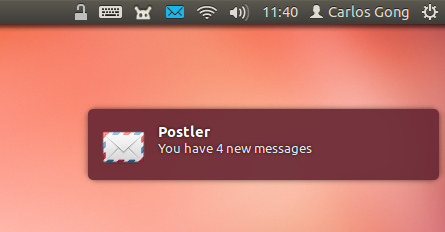 11:40 Carlos Gong
Postler
You have 4 new messages